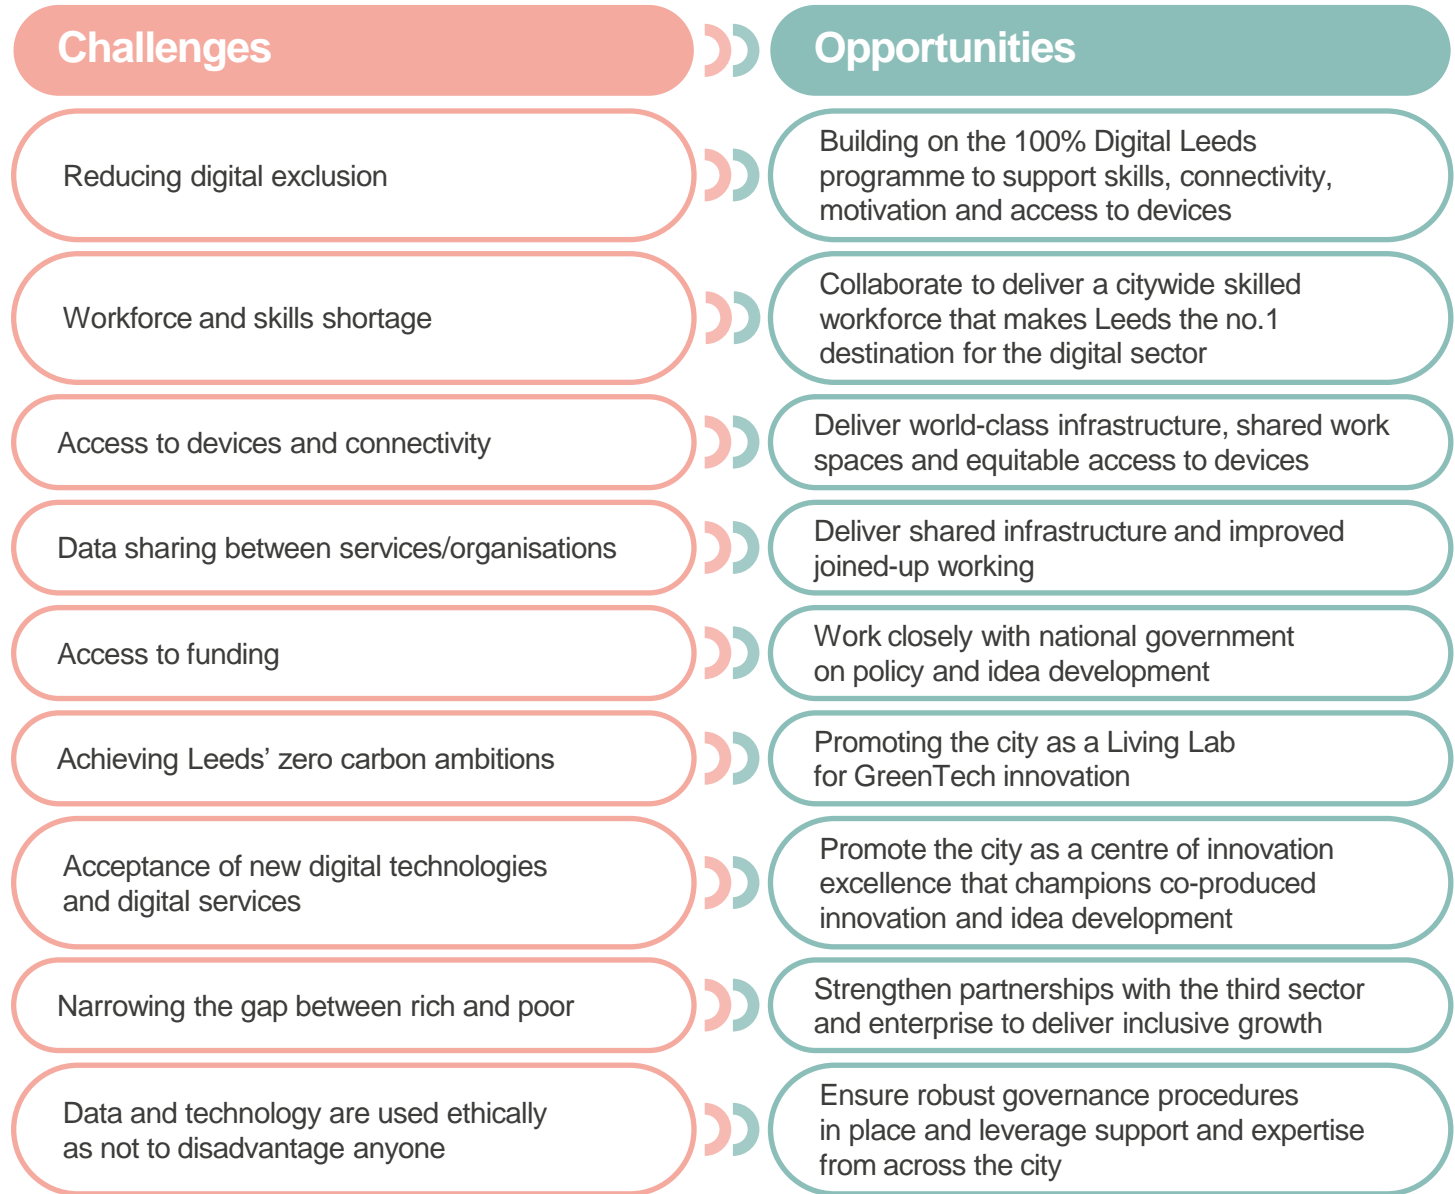 Challenges
Opportunities
Reducing digital exclusion
Building on the 100% Digital Leeds
programme to support skills, connectivity,
motivation and access to devices
Workforce and skills shortage
Collaborate to deliver a citywide skilled
workforce that makes Leeds the no.1
destination for the digital sector
Access to devices and connectivity
Deliver world-class infrastructure, shared work
spaces and equitable access to devices
Data sharing between services/organisations
Deliver shared infrastructure and improved
joined-up working
Access to funding
Work closely with national government
on policy and idea development
Achieving Leeds’ zero carbon ambitions
Promoting the city as a Living Lab
for GreenTech innovation
Acceptance of new digital technologies
and digital services
Promote the city as a centre of innovation
excellence that champions co-produced
innovation and idea development
Narrowing the gap between rich and poor
Strengthen partnerships with the third sector
and enterprise to deliver inclusive growth
Data and technology are used ethically
as not to disadvantage anyone
Ensure robust governance procedures
in place and leverage support and expertise
from across the city